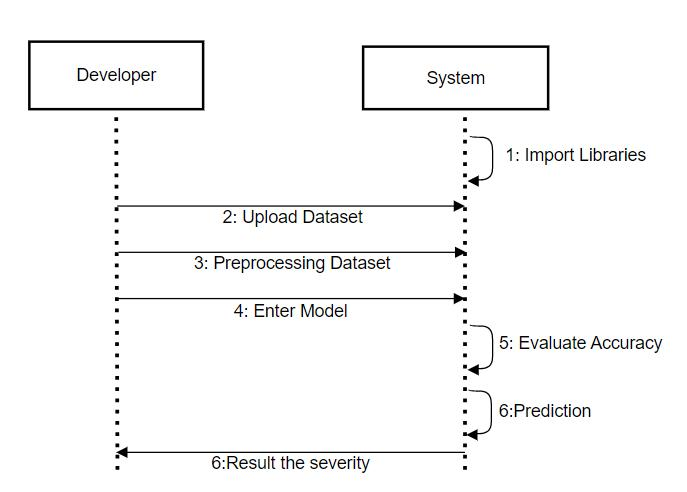 Developer
System
1: Import Libraries
2: Upload Dataset
3: Preprocessing Dataset
4: Enter Model
5: Evaluate Accuracy
6:Prediction
6:Result the severity